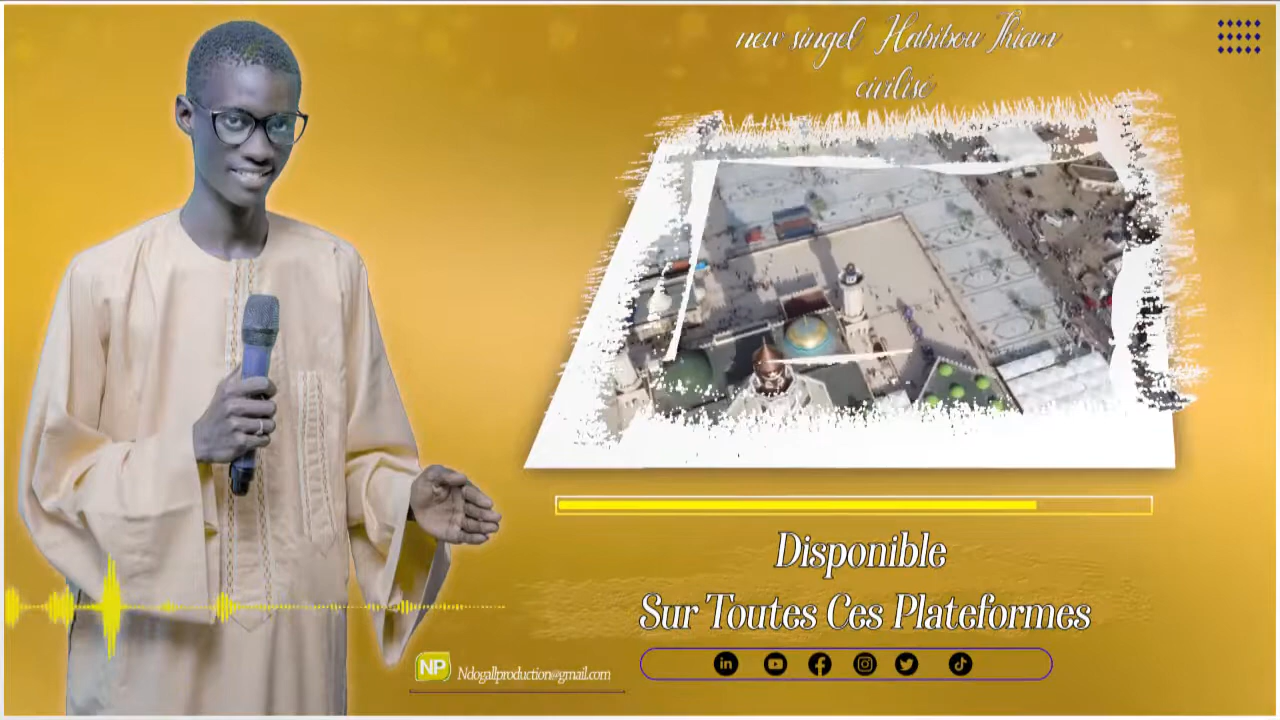 new singel Habibou Thiam
civilisé
Disponible
Sur Toutes Ces Plateformes
NP Ndogallproduction@gmail.com